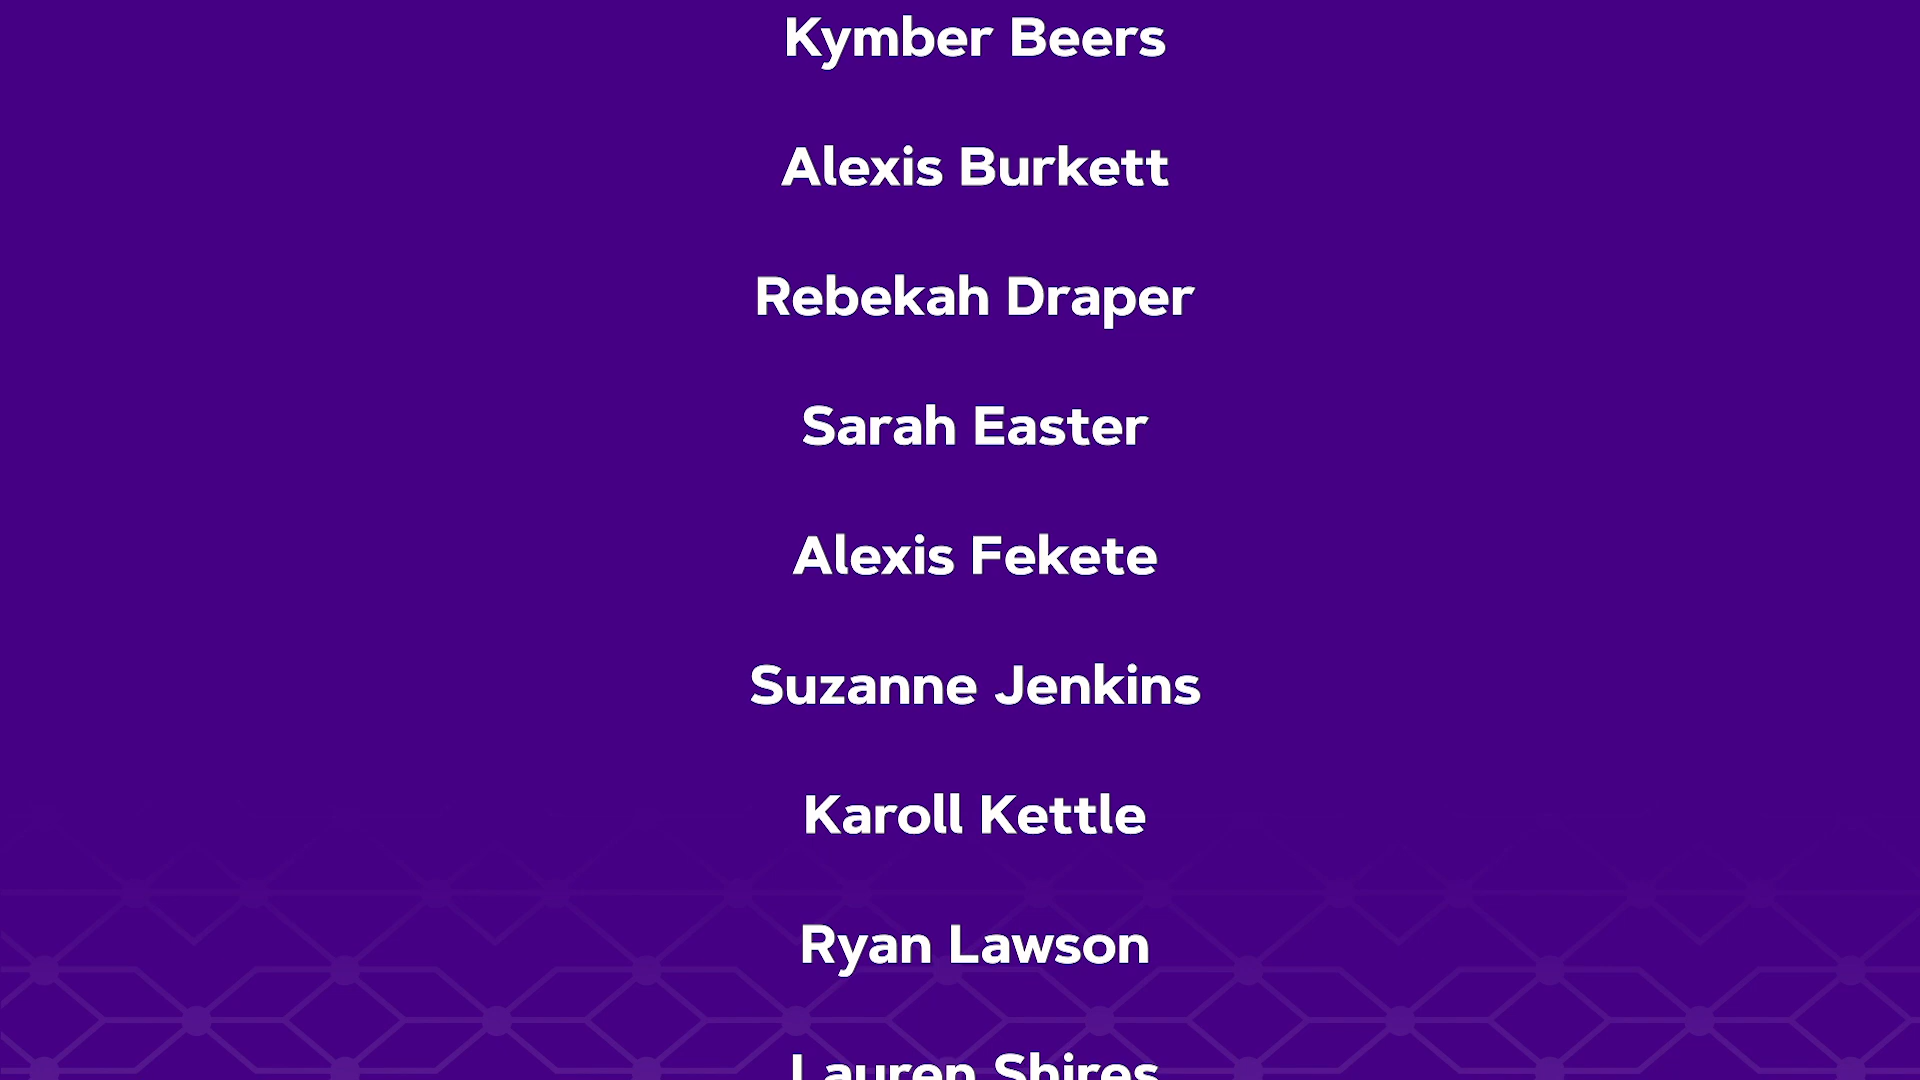 Kymber Beers
Alexis Burkett
Rebekah Draper
Sarah Easter
Alexis Fekete
Suzanne Jenkins
Karoll Kettle
Ryan Lawson
Lauren Shires